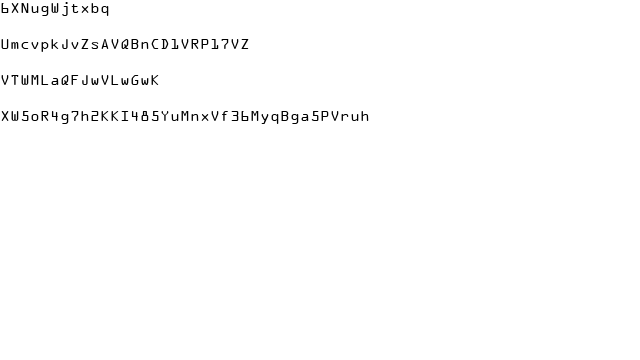 6XNugWjtxbq
UmcvpkJvZsAVQBnCD1VRP17VZ
VTWMLaQFJwVLwGwK
XW5oR4g7h2KKI485YuMnxVf36MyqBga5PVruh